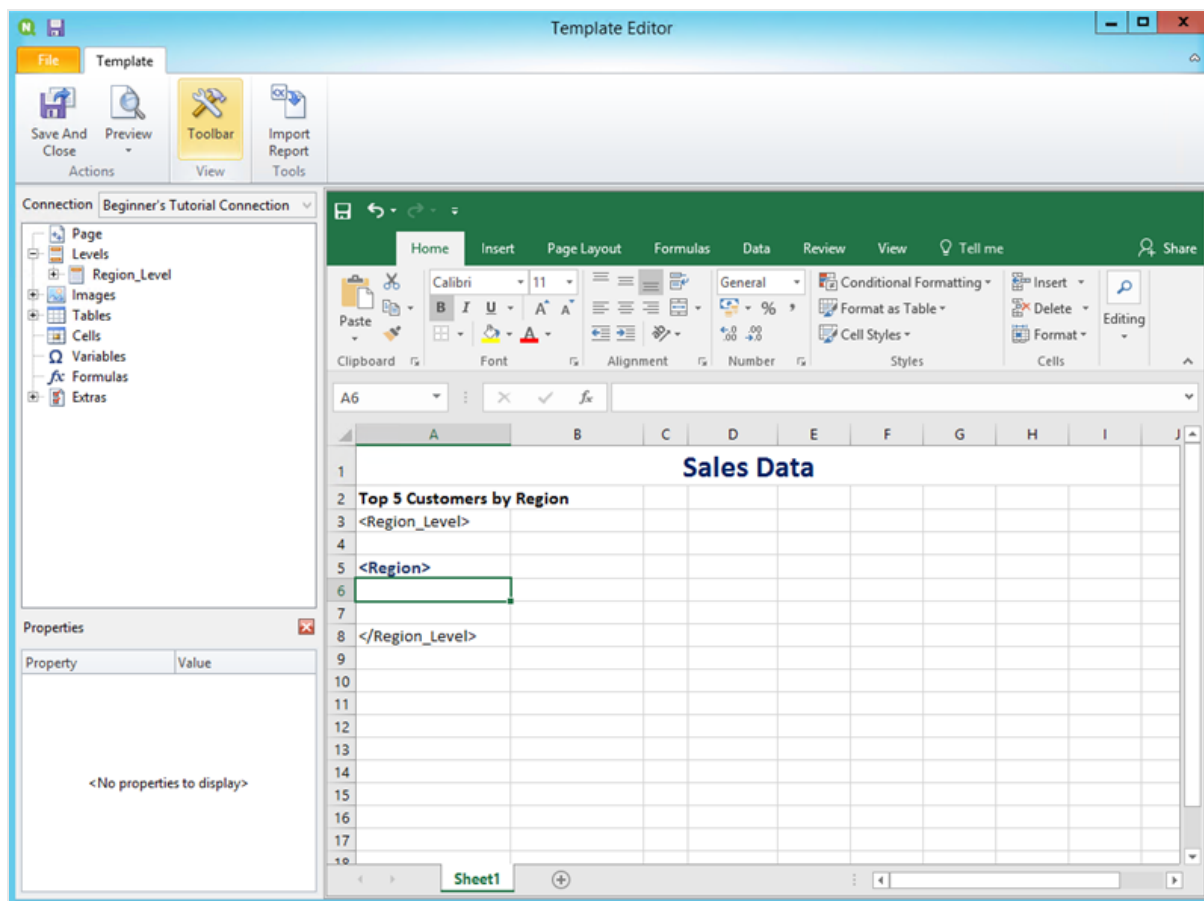 N
Template Editor
File Template
Save And Close Preview Toolbar Import Report
Actions View Tools
Connection Beginner's Tutorial Connection
Page
Levels
Region_Level
Images
Tables
Cells
Variables
Formulas
Extras
Properties
Property Value
<No properties to display>
Home Insert Page Layout Formulas Data Review View Tell me Share
Paste Calibri 11 General Conditional Formatting Insert
B I U A A % , Format as Table Delete Editing
A Cell Styles Format
Clipboard Font Alignment Number Styles Cells
A6 fx
A B C D E F G H I J
1 Sales Data
2 Top 5 Customers by Region
3 <Region_Level>
4
5 <Region>
6
7
8 </Region_Level>
9
10
11
12
13
14
15
16
17
18
Sheet1